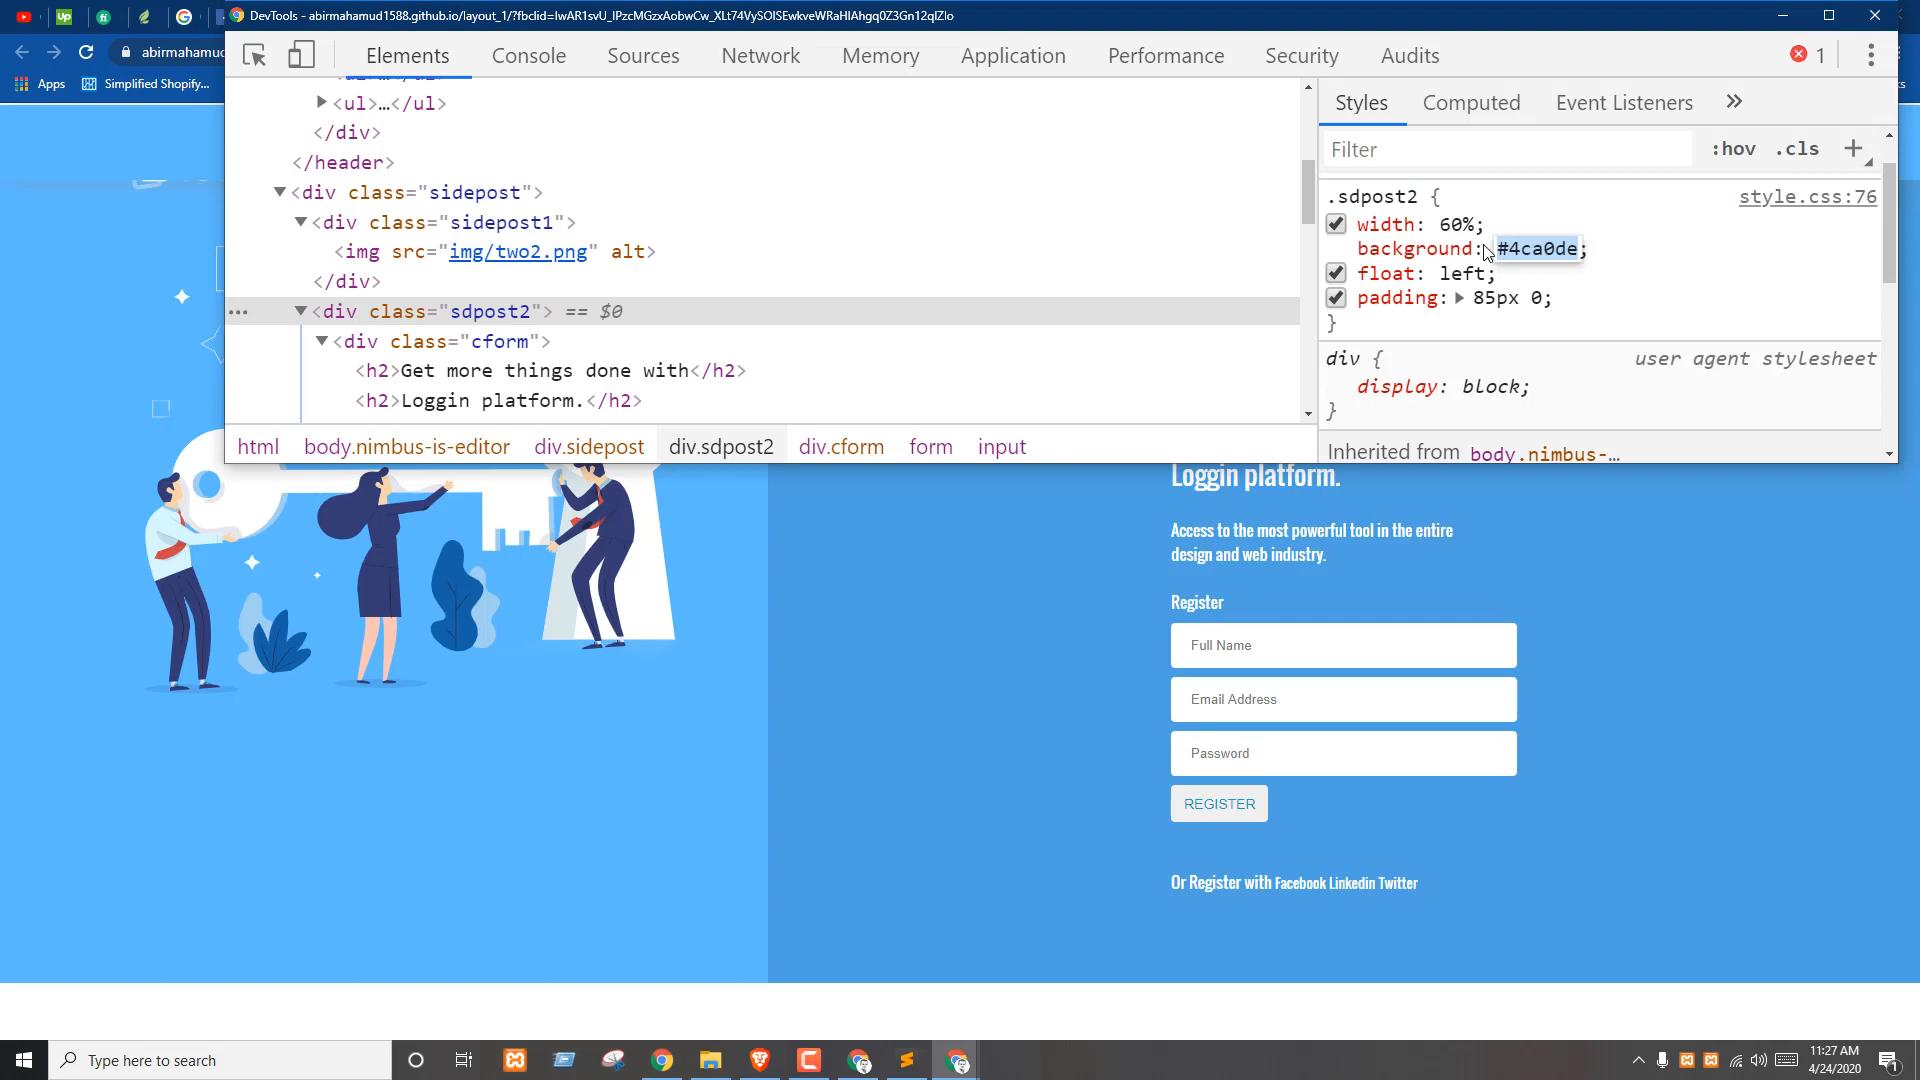 DevTools - abirmahamud1588.github.io/layout_1/?fbclid=IwAR1svU_IPzcMGzxAobwCw_XLt74VySOlSEwkveWRaHIAhgq0Z3Gn12qIZlo
abirmahamud
Apps Simplified Shopify...
Elements Console Sources Network Memory Application Performance Security Audits 1
<ul>…</ul>
</div>
</header>
<div class="sidepost">
<div class="sidepost1">
<img src="img/two2.png" alt>
</div>
<div class="sdpost2"> == $0
<div class="cform">
<h2>Get more things done with</h2>
<h2>Loggin platform.</h2>
html body.nimbus-is-editor div.sidepost div.sdpost2 div.cform form input
Styles Computed Event Listeners
Filter :hov .cls
.sdpost2 { style.css:76
width: 60%;
background: #4ca0de;
float: left;
padding: 85px 0;
}
div { user agent stylesheet
display: block;
}
Inherited from body.nimbus-…
Loggin platform.
Access to the most powerful tool in the entire
design and web industry.
Register
Full Name
Email Address
Password
REGISTER
Or Register with Facebook Linkedin Twitter
Type here to search
11:27 AM
4/24/2020
1